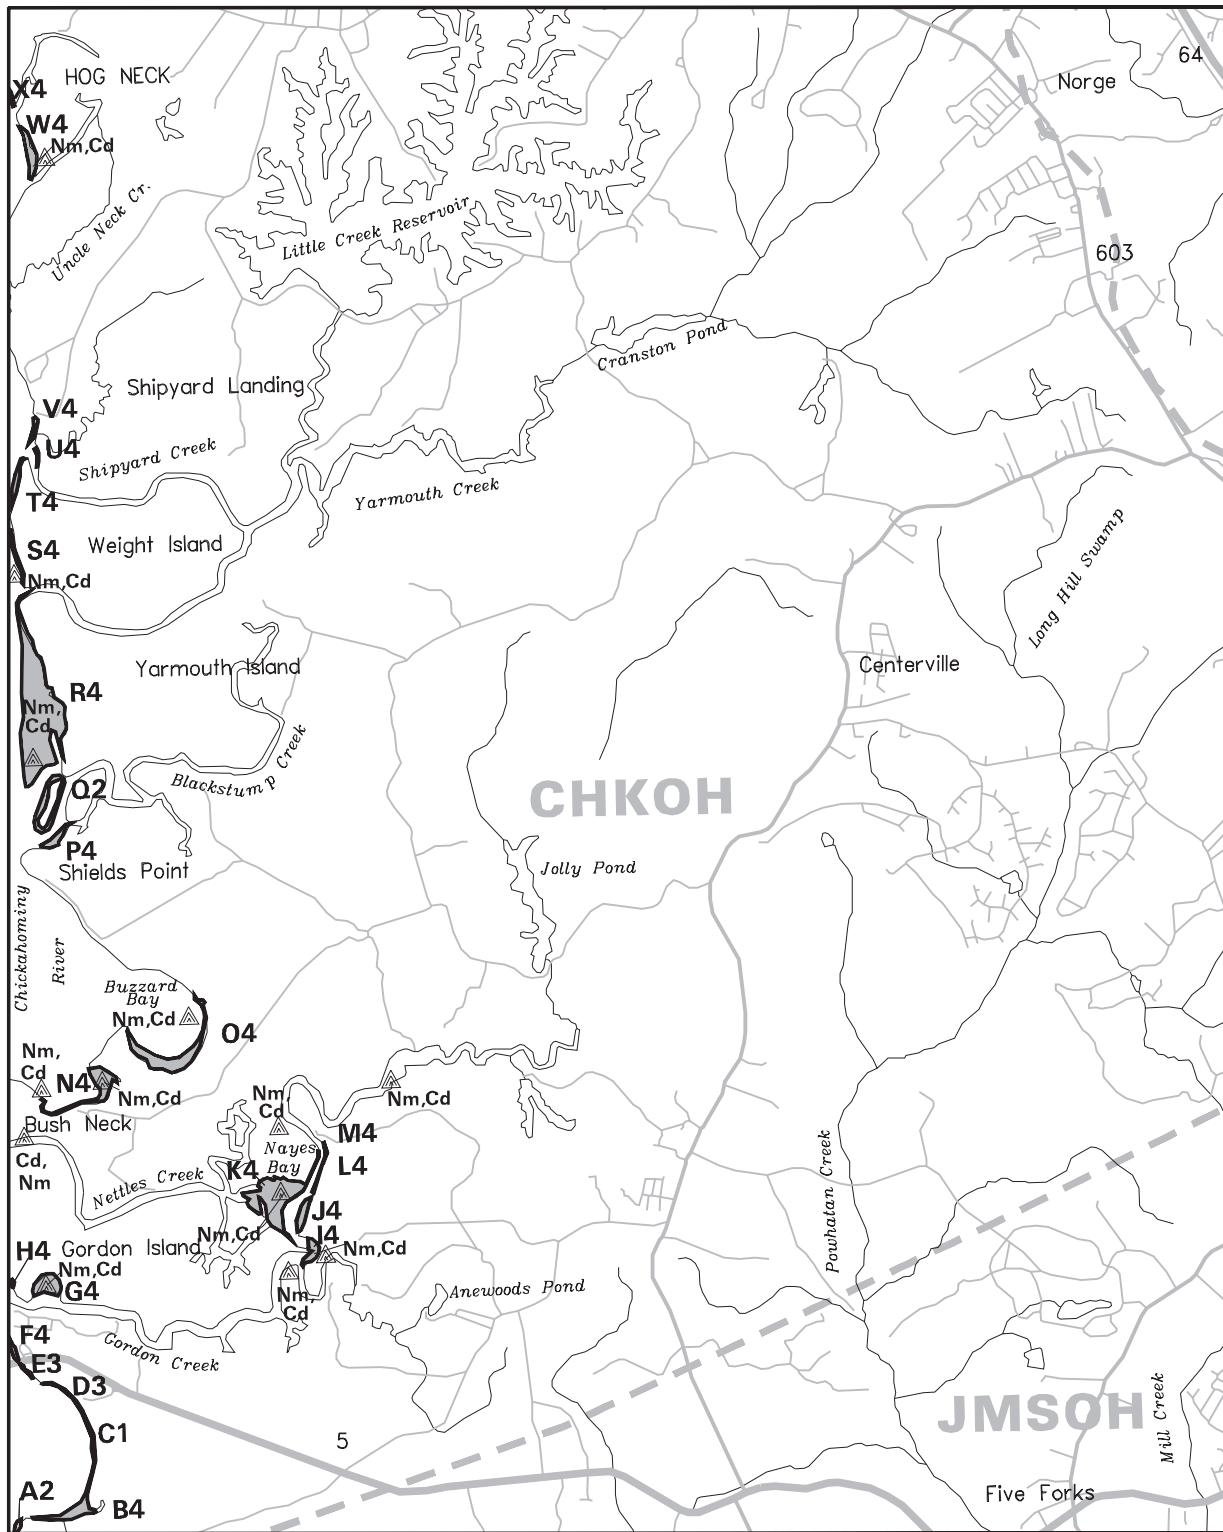 64
HOG NECK
Norge
X4
W4
Nm,Cd
Uncle Neck Cr.
Little Creek Reservoir
603
Cranston Pond
Shipyard Landing
V4
U4
Shipyard Creek
Yarmouth Creek
T4
S4
Weight Island
Nm,Cd
Long Hill Swamp
Yarmouth Island
Centerville
R4
Nm,
Cd
Blackstump Creek
Q2
CHKOH
P4
Shields Point
Jolly Pond
Chickahominy
River
Buzzard
Bay
Nm,Cd
O4
Nm,
Cd
N4
Nm,Cd
Nm,
Cd
Nm,Cd
Bush Neck
M4
Nayes
Bay
L4
Cd,
Nm
K4
Nettles Creek
J4
Powhatan Creek
Nm,Cd
I4
Nm,Cd
H4
Gordon Island
Nm,Cd
G4
Nm,
Cd
Anewoods Pond
F4
Gordon Creek
E3
D3
JMSOH
Mill Creek
C1
5
A2
B4
Five Forks